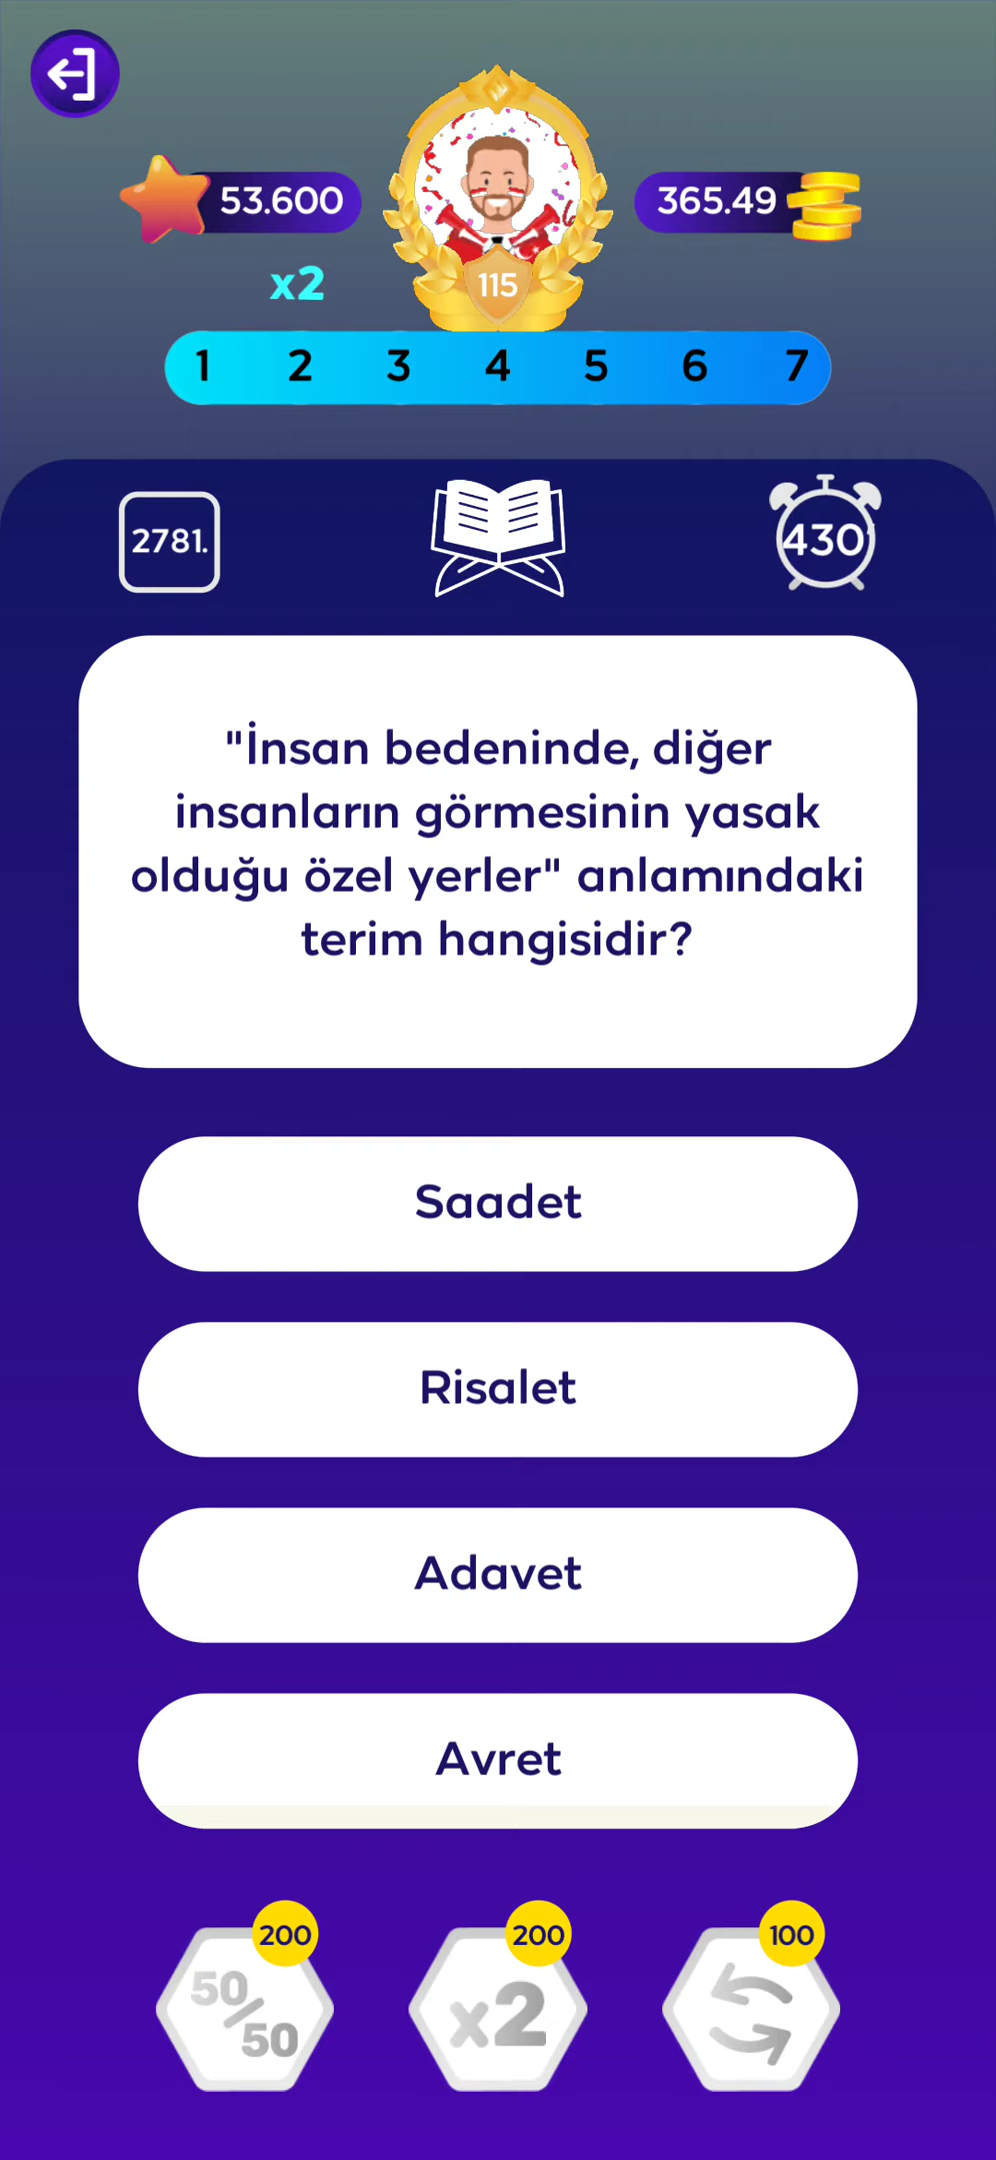 53.600
365.49
x2
115
1 2 3 4 5 6 7
2781.
430
"İnsan bedeninde, diğer
insanların görmesinin yasak
olduğu özel yerler" anlamındaki
terim hangisidir?
Saadet
Risalet
Adavet
Avret
200
200
100
50/50
x2